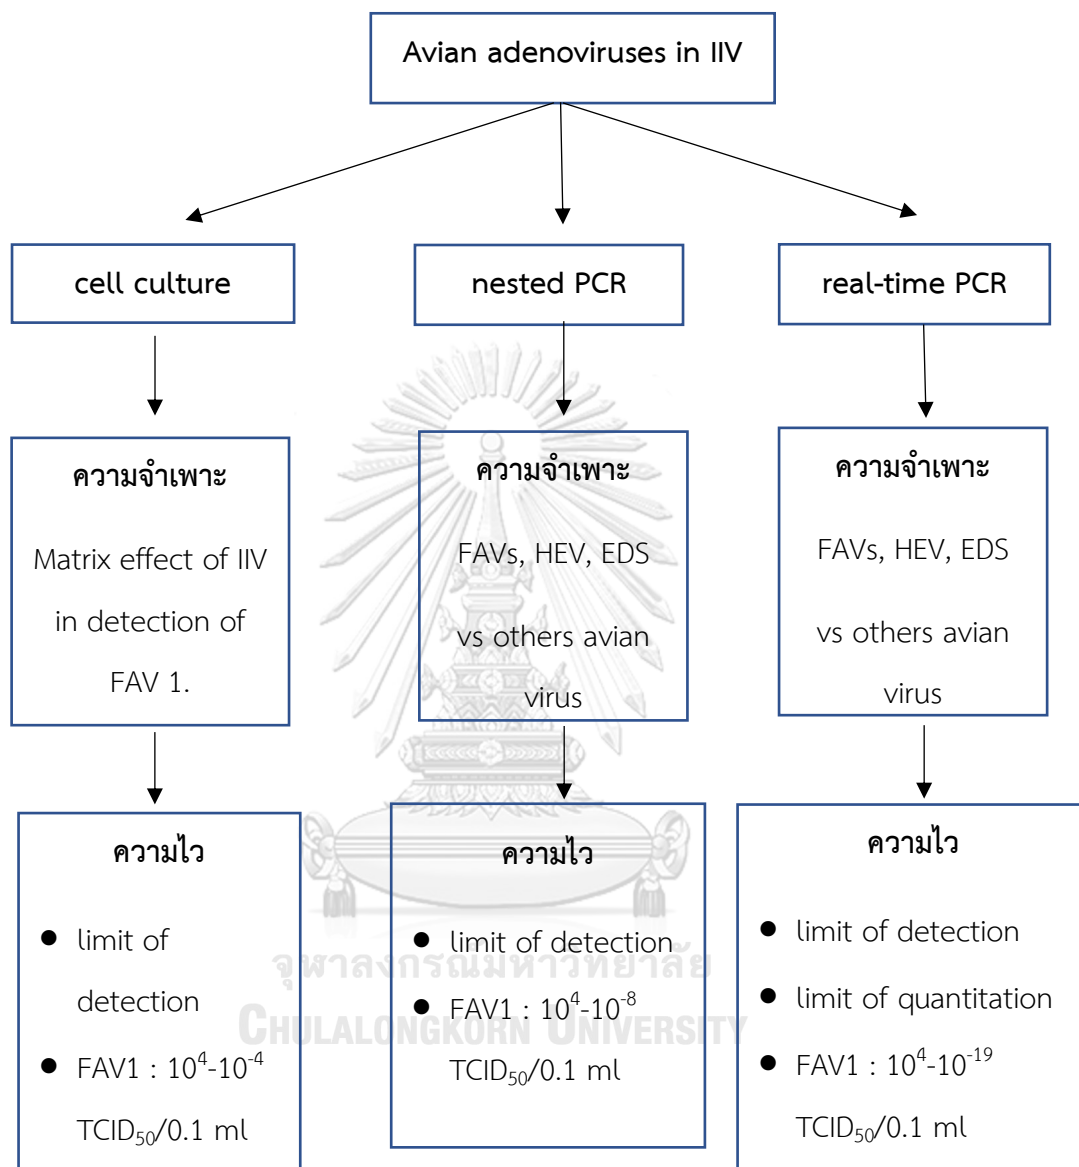 Avian adenoviruses in IIV
cell culture
nested PCR
real-time PCR
ความจำเพาะ
Matrix effect of IIV
in detection of
FAV 1.
ความจำเพาะ
FAVs, HEV, EDS
vs others avian
virus
ความจำเพาะ
FAVs, HEV, EDS
vs others avian
virus
ความไว
● limit of
detection
● FAV1 : 10⁴-10⁻⁴
TCID₅₀/0.1 ml
ความไว
● limit of detection
● FAV1 : 10⁴-10⁻⁸
TCID₅₀/0.1 ml
ความไว
● limit of detection
● limit of quantitation
● FAV1 : 10⁴-10⁻¹⁹
TCID₅₀/0.1 ml
จุฬาลงกรณ์มหาวิทยาลัย
CHULALONGKORN UNIVERSITY